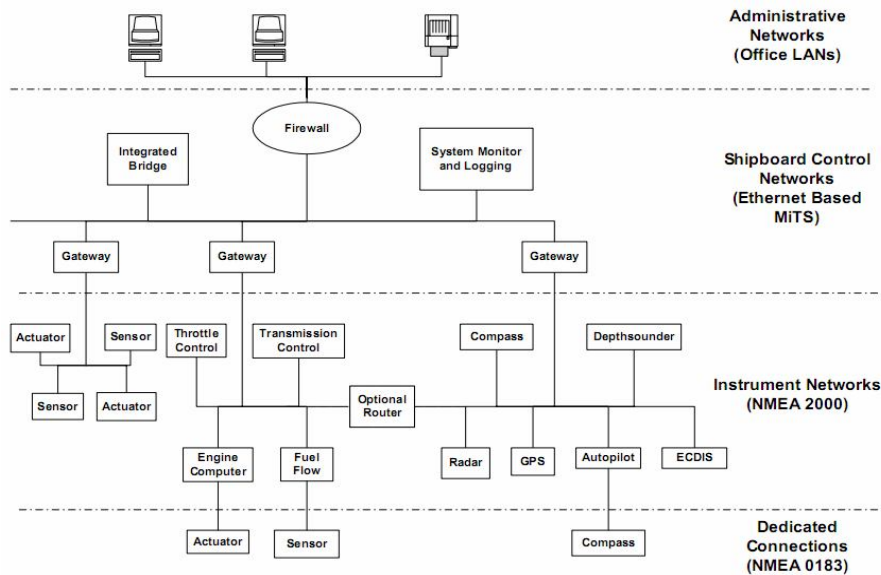 Administrative
Networks
(Office LANs)
Firewall
Integrated
Bridge
System Monitor
and Logging
Shipboard Control
Networks
(Ethernet Based
MiTS)
Gateway
Gateway
Gateway
Actuator
Sensor
Throttle
Control
Transmission
Control
Compass
Depthsounder
Sensor
Actuator
Optional
Router
Instrument Networks
(NMEA 2000)
Engine
Computer
Fuel
Flow
Radar
GPS
Autopilot
ECDIS
Actuator
Sensor
Compass
Dedicated
Connections
(NMEA 0183)